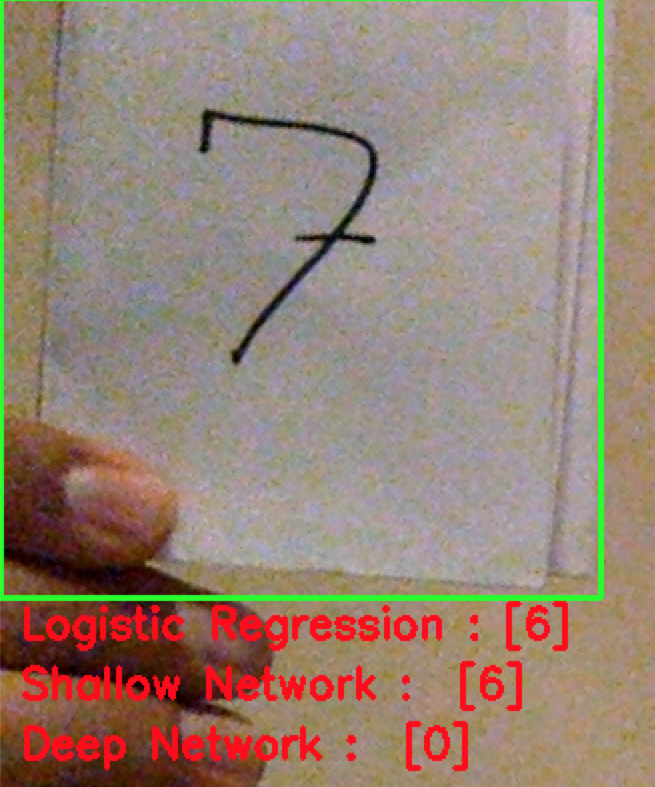 7
Logistic Regression : [6]
Shallow Network :  [6]
Deep Network :  [0]